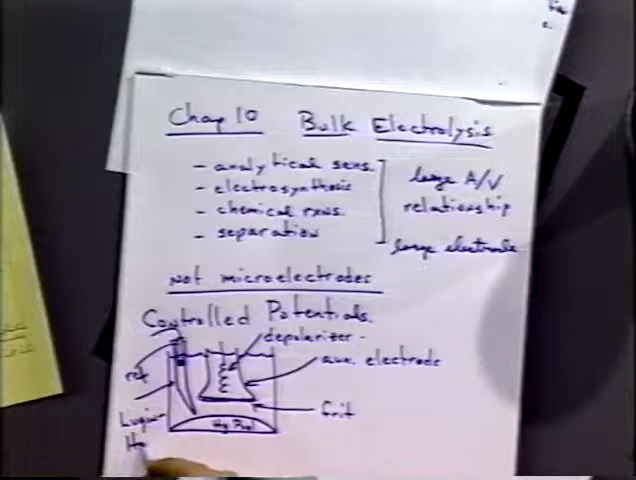 Chap 10 Bulk Electrolysis
- analytical sens.
- electrosynthesis
- chemical rxns.
- separation
large A/V
relationship
large electrode
Not microelectrodes
Controlled Potentials.
depolarizer
aux. electrode
ref
Luggin
frit
Hg Pool